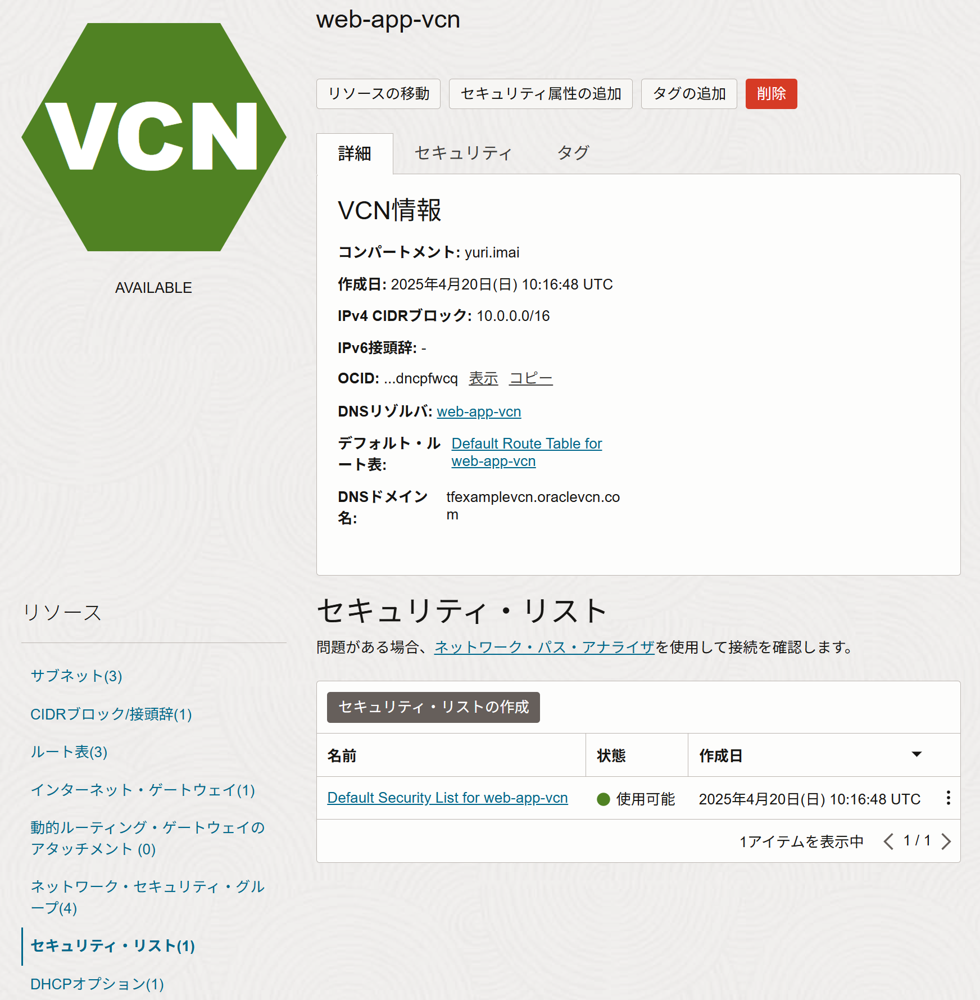 web-app-vcn
VCN
AVAILABLE
リソースの移動 セキュリティ属性の追加 タグの追加 削除
詳細 セキュリティ タグ
VCN情報
コンパートメント: yuri.imai
作成日: 2025年4月20日(日) 10:16:48 UTC
IPv4 CIDRブロック: 10.0.0.0/16
IPv6接頭辞: -
OCID: ...dncpfwcq 表示 コピー
DNSリゾルバ: web-app-vcn
デフォルト・ル
ート表:
Default Route Table for
web-app-vcn
DNSドメイン
名:
tfexamplevcn.oraclevcn.co
m
リソース
サブネット(3)
CIDRブロック/接頭辞(1)
ルート表(3)
インターネット・ゲートウェイ(1)
動的ルーティング・ゲートウェイの
アタッチメント (0)
ネットワーク・セキュリティ・グル
ープ(4)
セキュリティ・リスト(1)
DHCPオプション(1)
セキュリティ・リスト
問題がある場合、ネットワーク・パス・アナライザを使用して接続を確認します。
セキュリティ・リストの作成
名前 状態 作成日
Default Security List for web-app-vcn 使用可能 2025年4月20日(日) 10:16:48 UTC
1アイテムを表示中 1 / 1